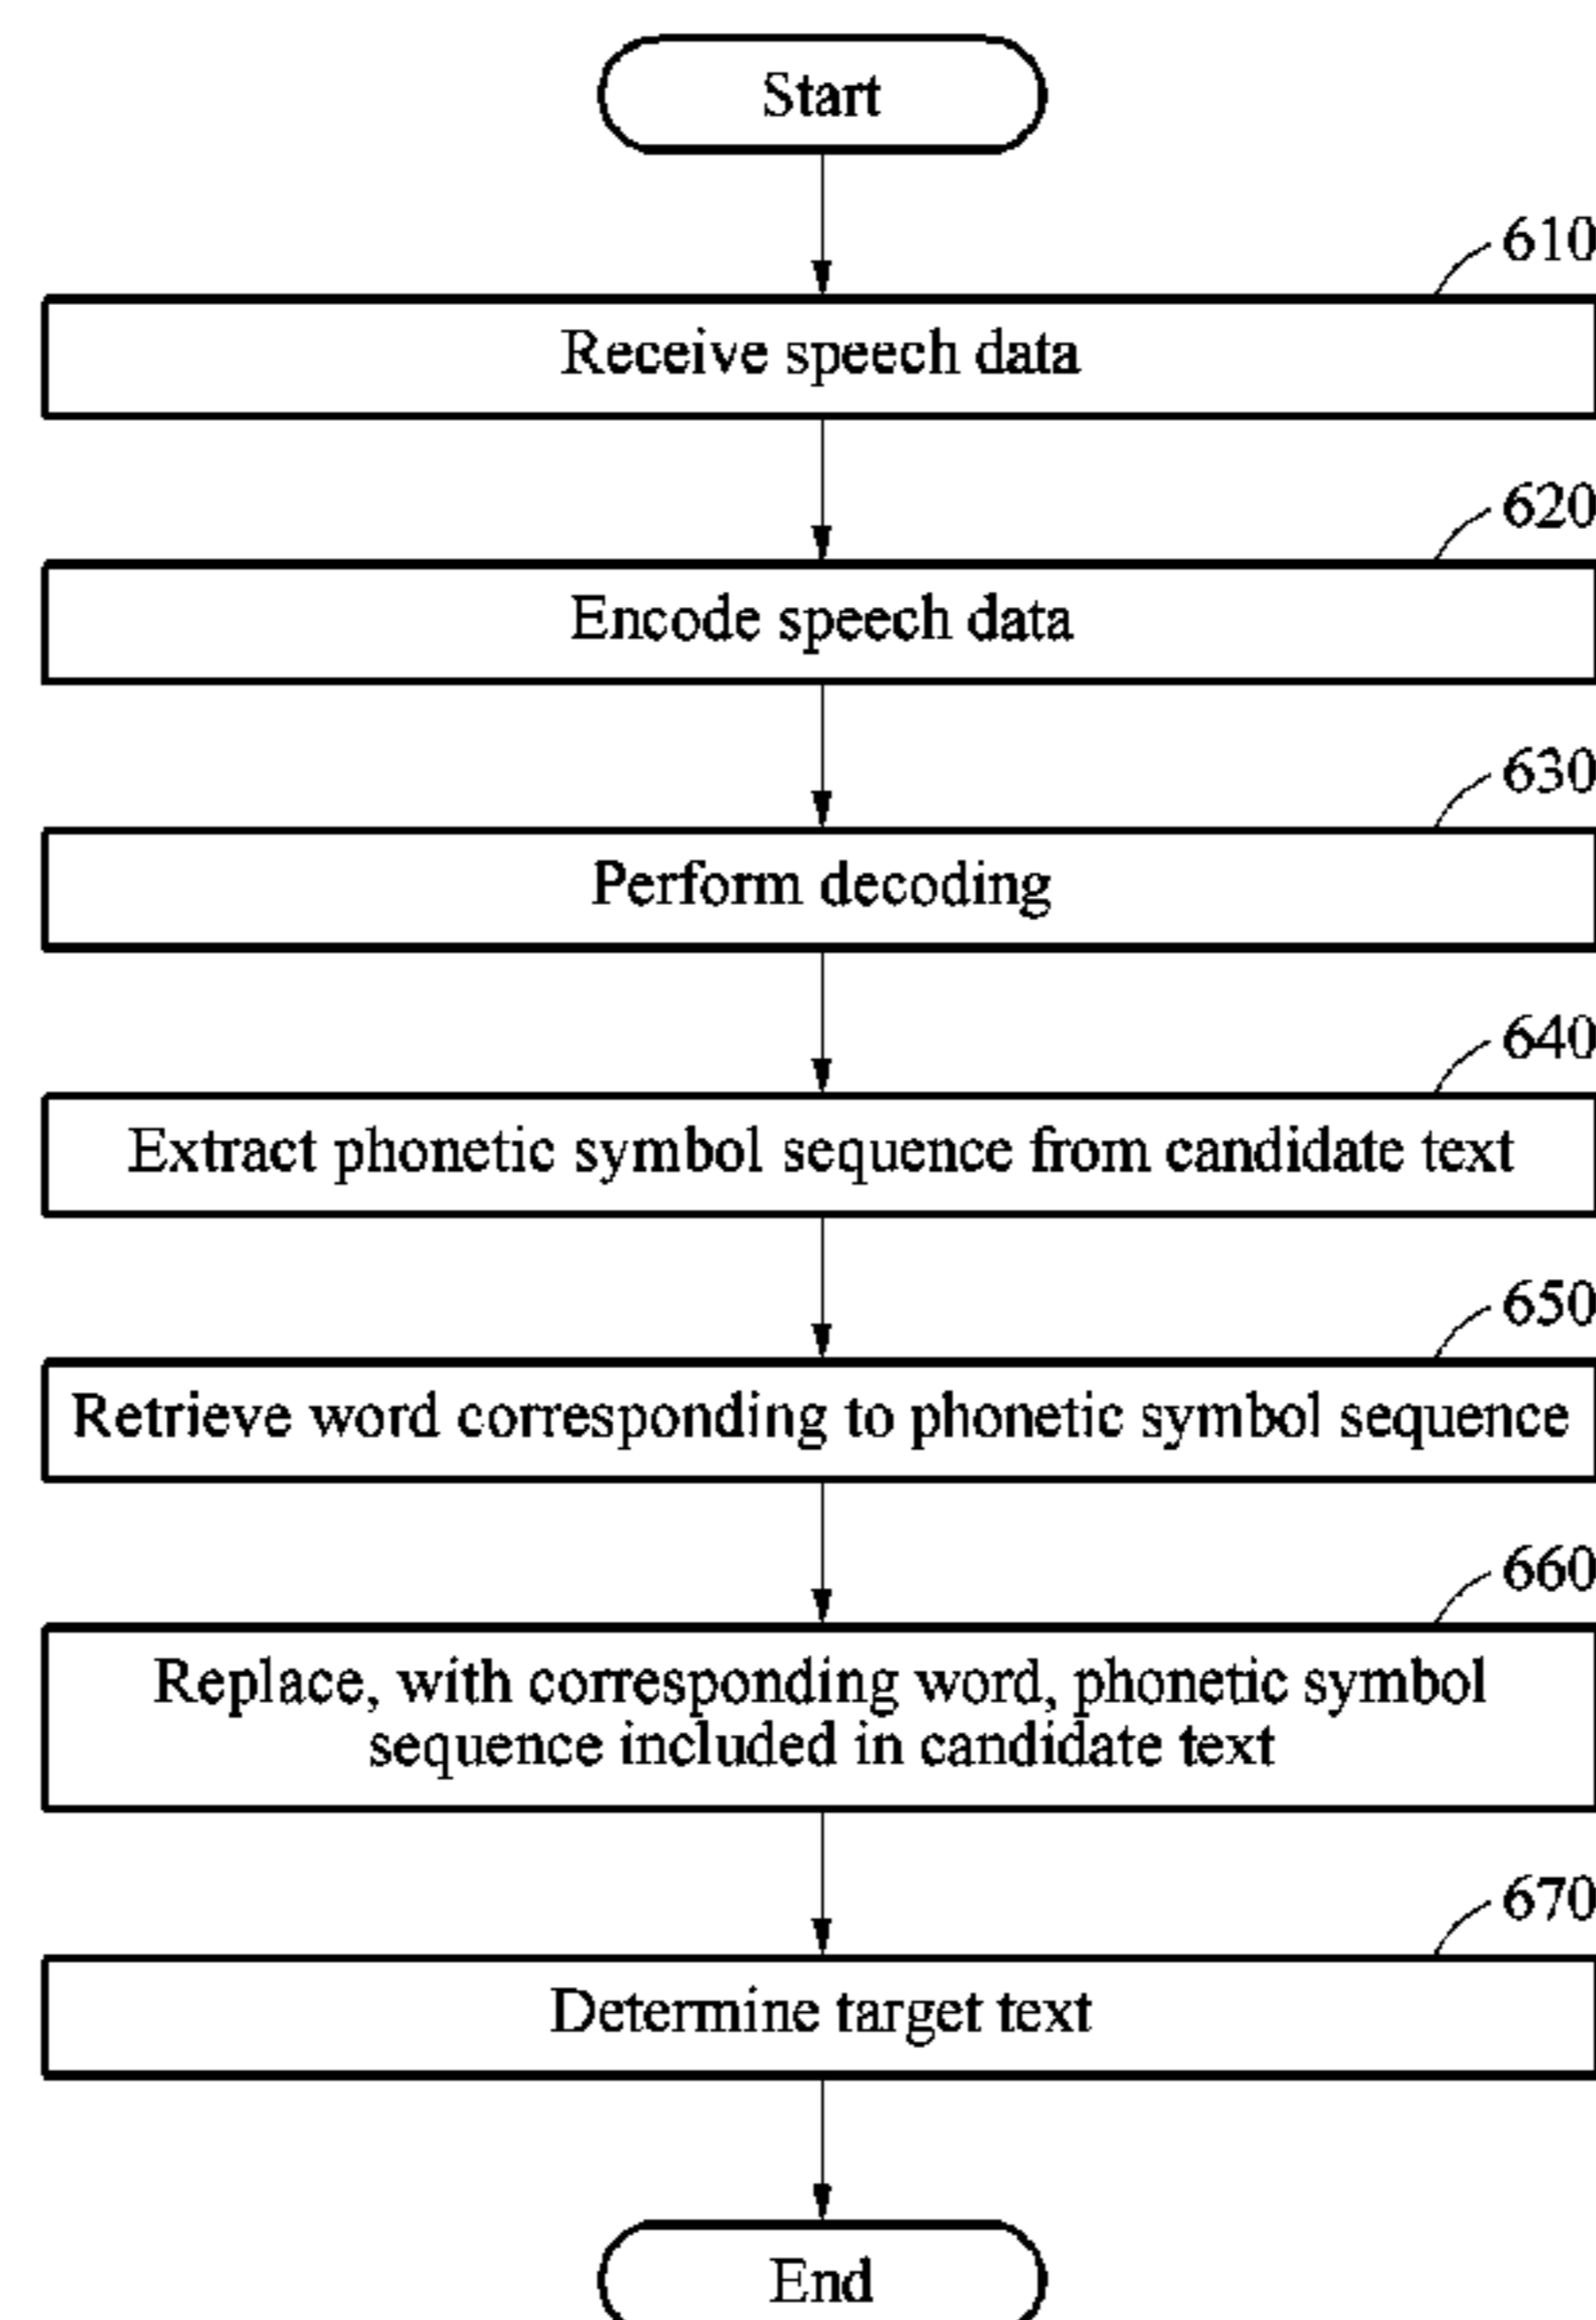 Start
610
Receive speech data
620
Encode speech data
630
Perform decoding
640
Extract phonetic symbol sequence from candidate text
650
Retrieve word corresponding to phonetic symbol sequence
660
Replace, with corresponding word, phonetic symbol
sequence included in candidate text
670
Determine target text
End